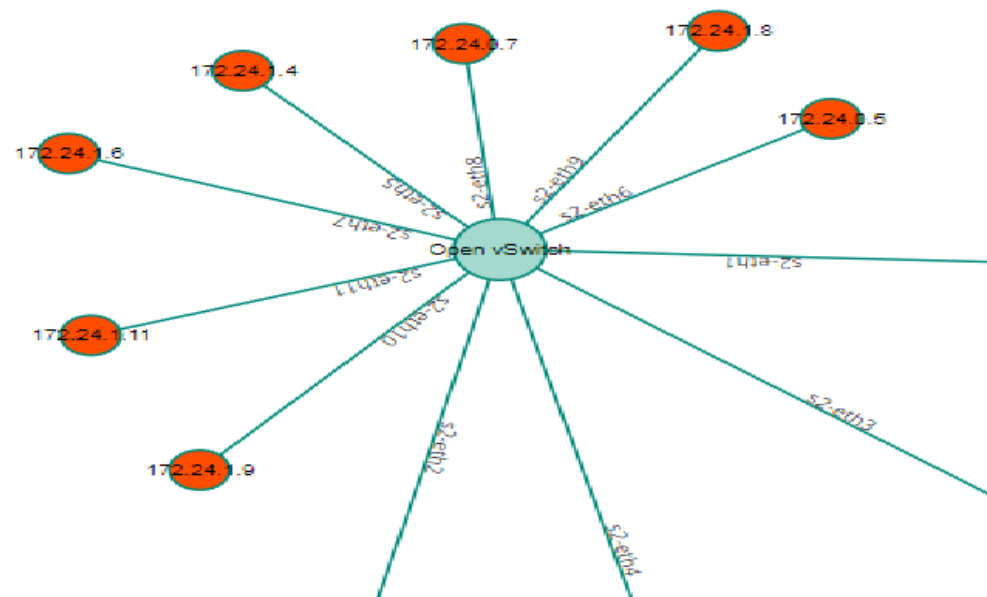 172.24.1.8
172.24.0.7
172.24.1.4
172.24.0.5
172.24.1.6
s2-eth8
s2-eth9
s2-eth5
s2-eth6
s2-eth7
Open vSwitch
s2-eth1
s2-eth11
s2-eth10
172.24.1.11
s2-eth3
s2-eth2
172.24.1.9
s2-eth4